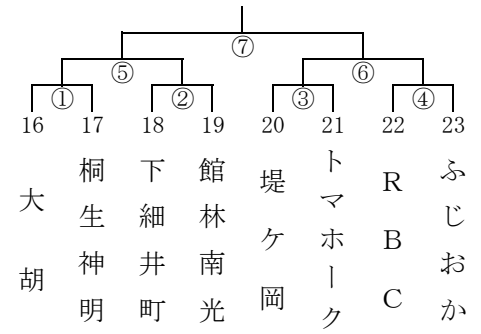 ⑦
⑤ ⑥
① ② ③ ④
16 17 18 19 20 21 22 23
大胡
桐生神明
下細井町
館林南光
堤ケ岡
トマホーク
ＲＢＣ
ふじおか